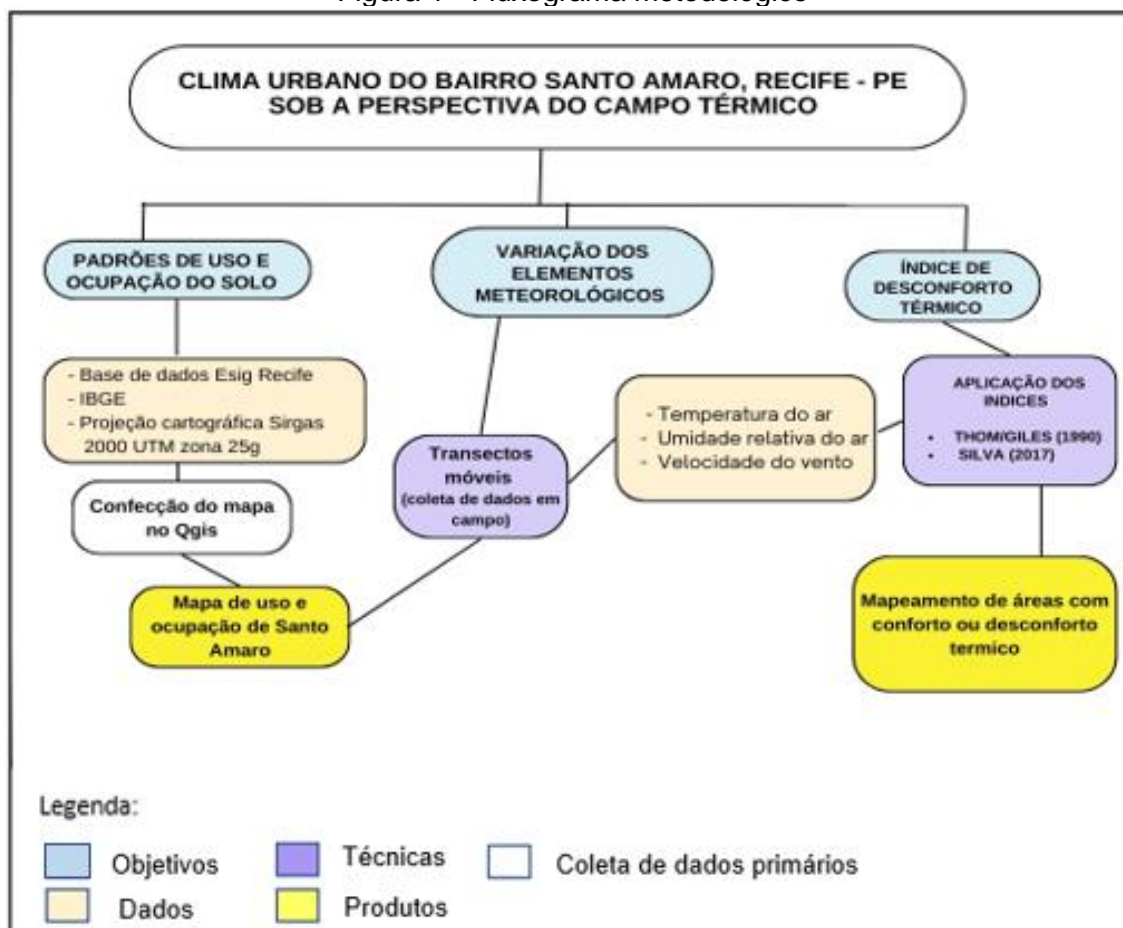 Figura 1 - Fluxograma metodológico
CLIMA URBANO DO BAIRRO SANTO AMARO, RECIFE - PE
SOB A PERSPECTIVA DO CAMPO TÉRMICO
PADRÕES DE USO E
OCUPAÇÃO DO SOLO
VARIAÇÃO DOS
ELEMENTOS
METEOROLÓGICOS
ÍNDICE DE
DESCONFORTO
TÉRMICO
- Base de dados Esig Recife
- IBGE
- Projeção cartográfica Sirgas
2000 UTM zona 25g
Confecção do mapa
no Qgis
Mapa de uso e
ocupação de Santo
Amaro
Transectos
móveis
(coleta de dados em
campo)
- Temperatura do ar
- Umidade relativa do ar
- Velocidade do vento
APLICAÇÃO DOS
INDICES
• THOM/GILES (1990)
• SILVA (2017)
Mapeamento de áreas com
conforto ou desconforto
termico
Legenda:
Objetivos
Técnicas
Coleta de dados primários
Dados
Produtos